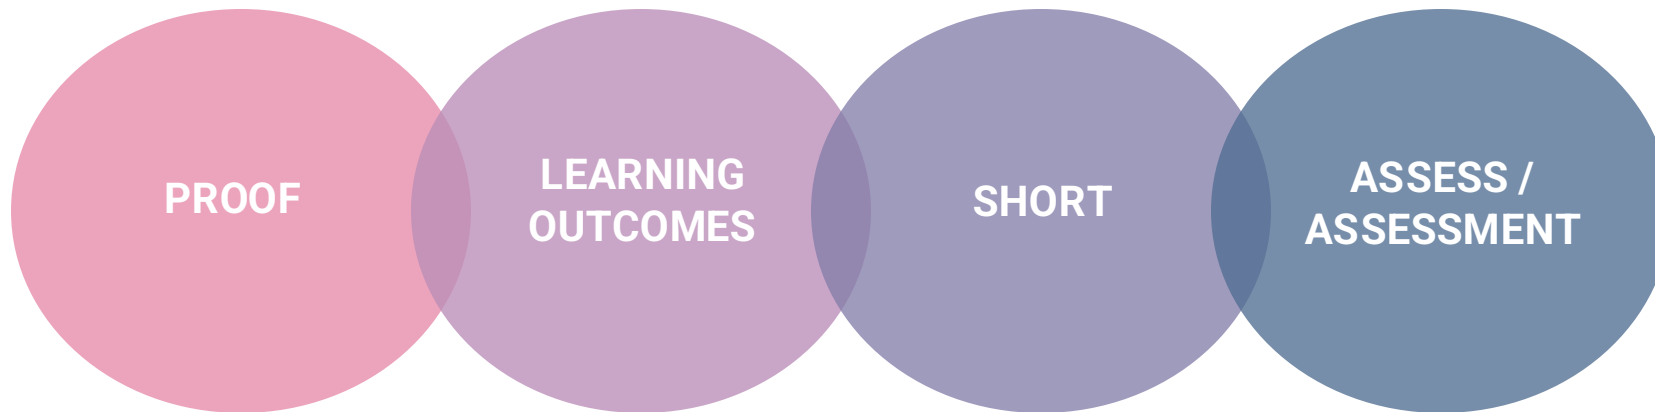 PROOF
LEARNING
OUTCOMES
SHORT
ASSESS /
ASSESSMENT